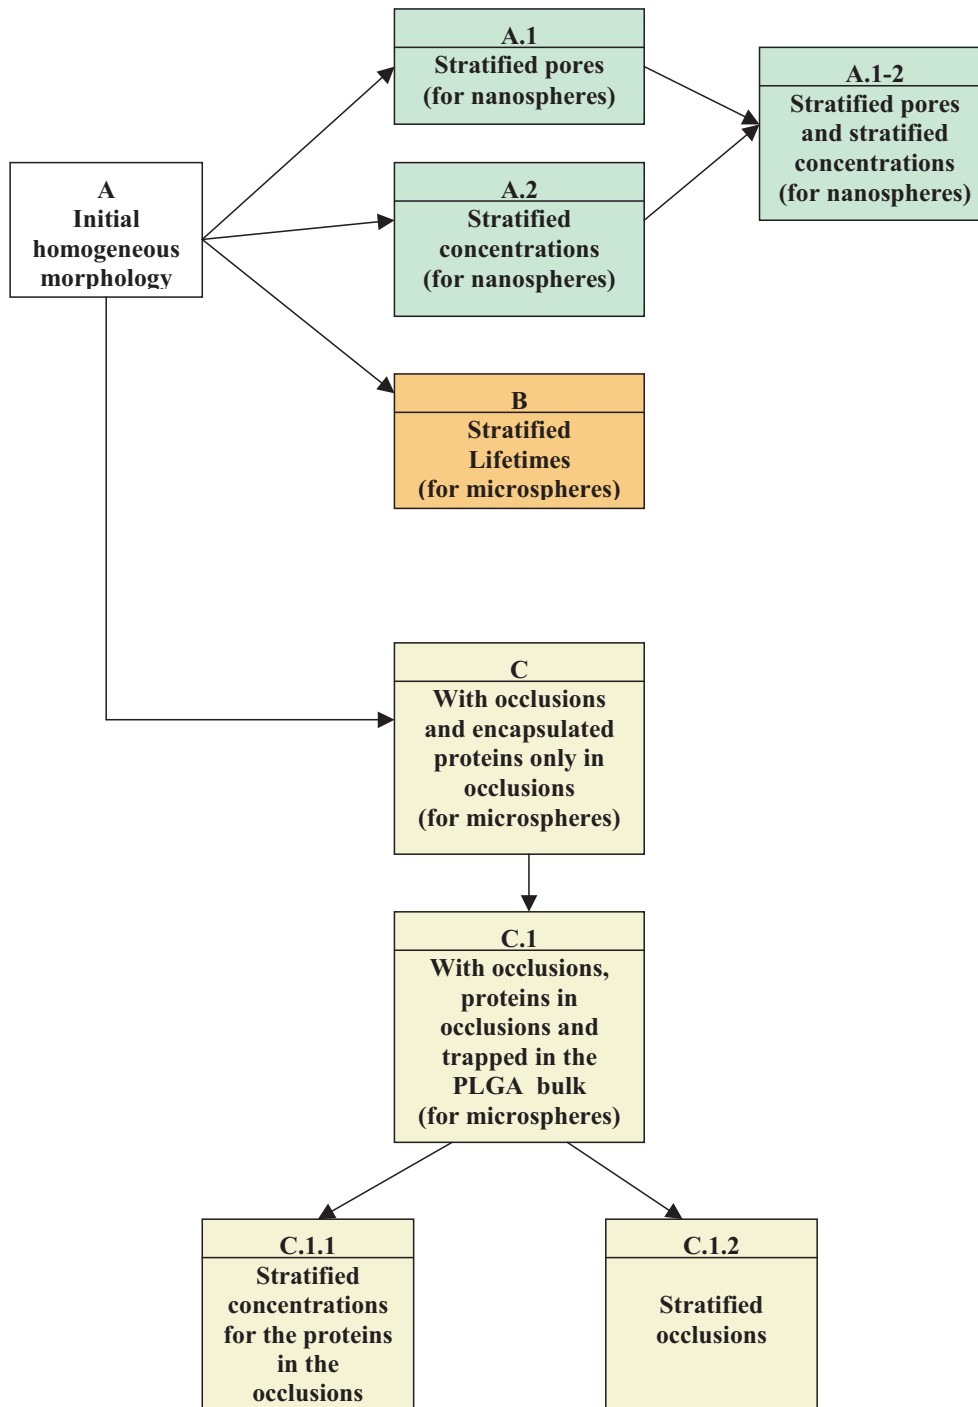 A
Initial
homogeneous
morphology
A.1
Stratified pores
(for nanospheres)
A.2
Stratified
concentrations
(for nanospheres)
A.1-2
Stratified pores
and stratified
concentrations
(for nanospheres)
B
Stratified
Lifetimes
(for microspheres)
C
With occlusions
and encapsulated
proteins only in
occlusions
(for microspheres)
C.1
With occlusions,
proteins in
occlusions and
trapped in the
PLGA bulk
(for microspheres)
C.1.1
Stratified
concentrations
for the proteins
in the
occlusions
C.1.2
Stratified
occlusions